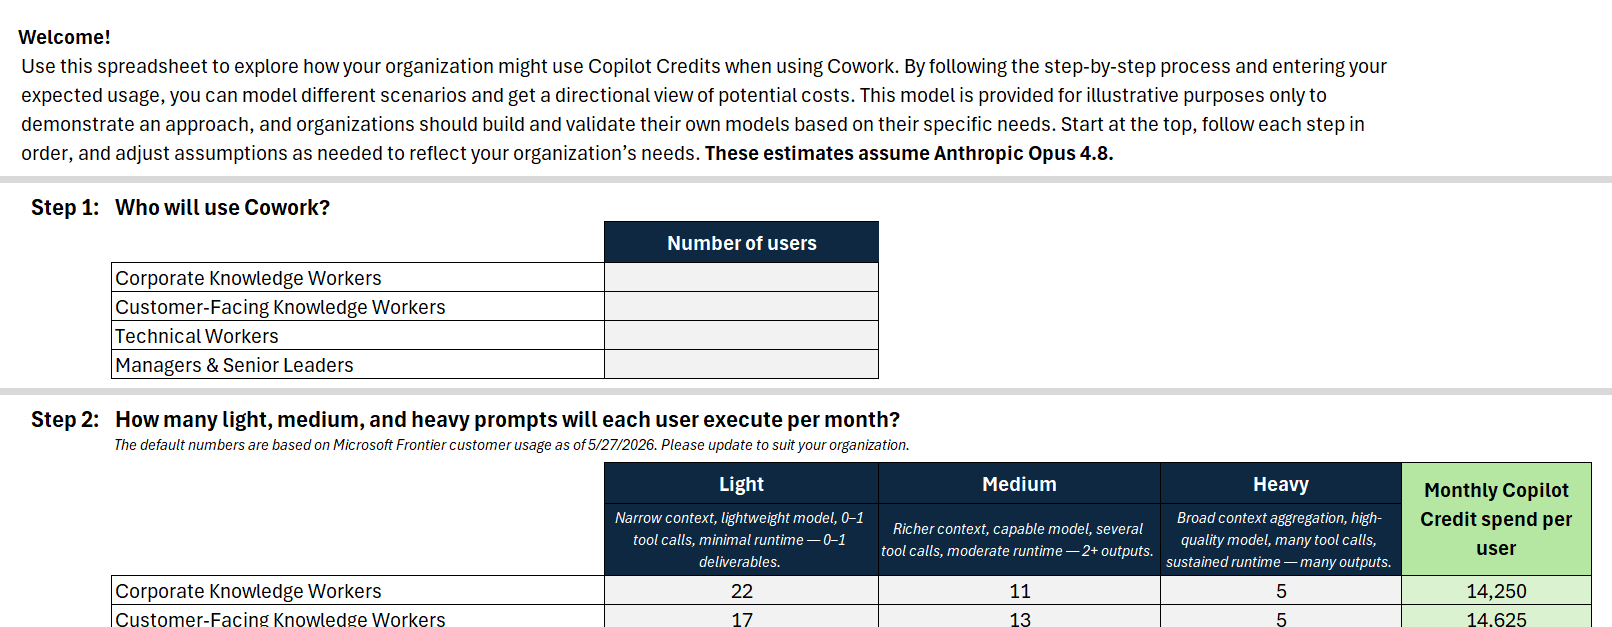 Welcome!
Use this spreadsheet to explore how your organization might use Copilot Credits when using Cowork. By following the step-by-step process and entering your
expected usage, you can model different scenarios and get a directional view of potential costs. This model is provided for illustrative purposes only to
demonstrate an approach, and organizations should build and validate their own models based on their specific needs. Start at the top, follow each step in
order, and adjust assumptions as needed to reflect your organization’s needs. These estimates assume Anthropic Opus 4.8.
Step 1: Who will use Cowork?
Number of users
Corporate Knowledge Workers
Customer-Facing Knowledge Workers
Technical Workers
Managers & Senior Leaders
Step 2: How many light, medium, and heavy prompts will each user execute per month?
The default numbers are based on Microsoft Frontier customer usage as of 5/27/2026. Please update to suit your organization.
Light
Narrow context, lightweight model, 0–1
tool calls, minimal runtime — 0–1
deliverables.
Medium
Richer context, capable model, several
tool calls, moderate runtime — 2+ outputs.
Heavy
Broad context aggregation, high-
quality model, many tool calls,
sustained runtime — many outputs.
Monthly Copilot
Credit spend per
user
Corporate Knowledge Workers 22 11 5 14,250
Customer-Facing Knowledge Workers 17 13 5 14,625